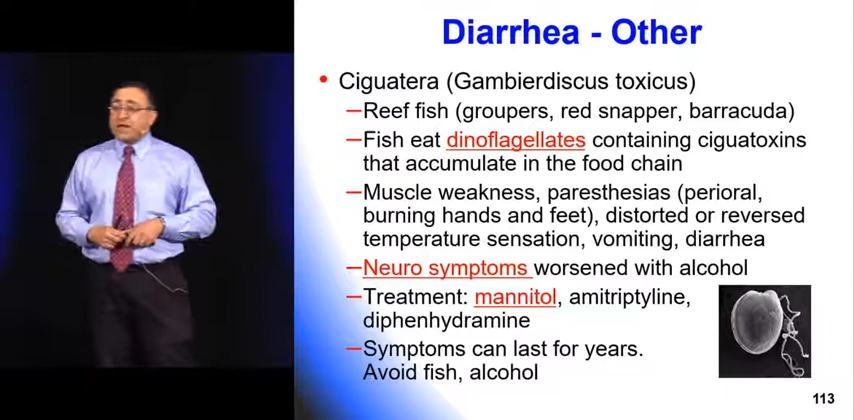 Diarrhea - Other
• Ciguatera (Gambierdiscus toxicus)
–Reef fish (groupers, red snapper, barracuda)
–Fish eat dinoflagellates containing ciguatoxins
that accumulate in the food chain
–Muscle weakness, paresthesias (perioral,
burning hands and feet), distorted or reversed
temperature sensation, vomiting, diarrhea
–Neuro symptoms worsened with alcohol
–Treatment: mannitol, amitriptyline,
diphenhydramine
–Symptoms can last for years.
Avoid fish, alcohol
113